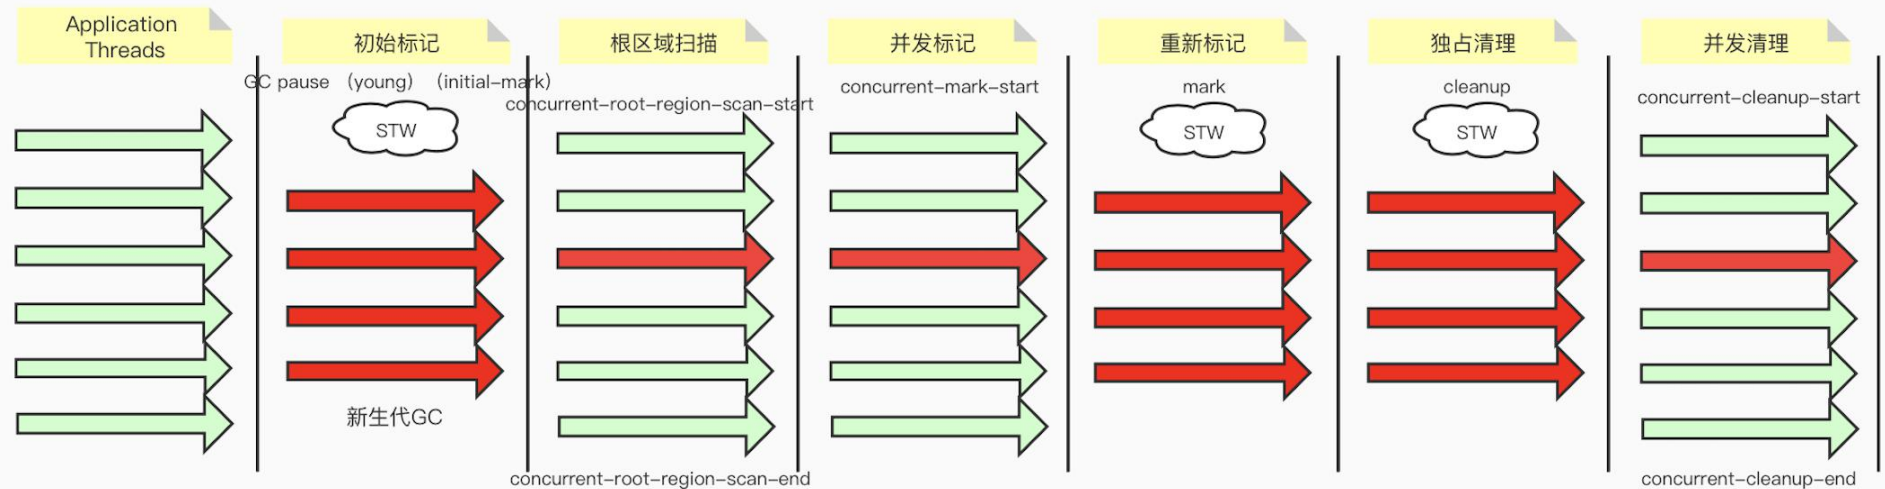 Application
Threads
初始标记
GC pause （young） （initial-mark）
STW
新生代GC
根区域扫描
concurrent-root-region-scan-start
concurrent-root-region-scan-end
并发标记
concurrent-mark-start
重新标记
mark
STW
独占清理
cleanup
STW
并发清理
concurrent-cleanup-start
concurrent-cleanup-end